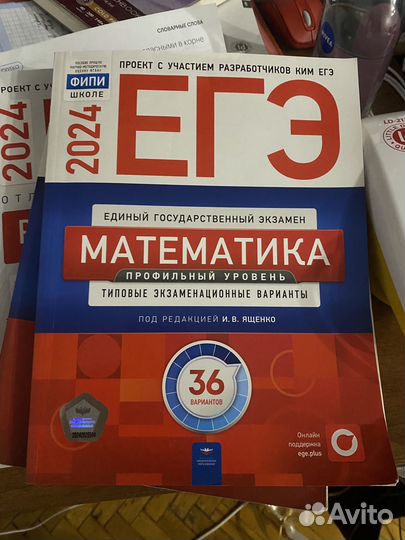 СЛОВАРНЫЕ СЛОВА
ПРОЕКТ С УЧАСТИЕМ РАЗРАБОТЧИКОВ КИМ ЕГЭ
ФИПИ
ШКОЛЕ
2024
ЕГЭ
ЕДИНЫЙ ГОСУДАРСТВЕННЫЙ ЭКЗАМЕН
МАТЕМАТИКА
ПРОФИЛЬНЫЙ УРОВЕНЬ
ТИПОВЫЕ ЭКЗАМЕНАЦИОННЫЕ ВАРИАНТЫ
ПОД РЕДАКЦИЕЙ И. В. ЯЩЕНКО
36
ВАРИАНТОВ
Онлайн
поддержка
ege.plus
2024
ПРОЕКТ С
NIVEA
Avito